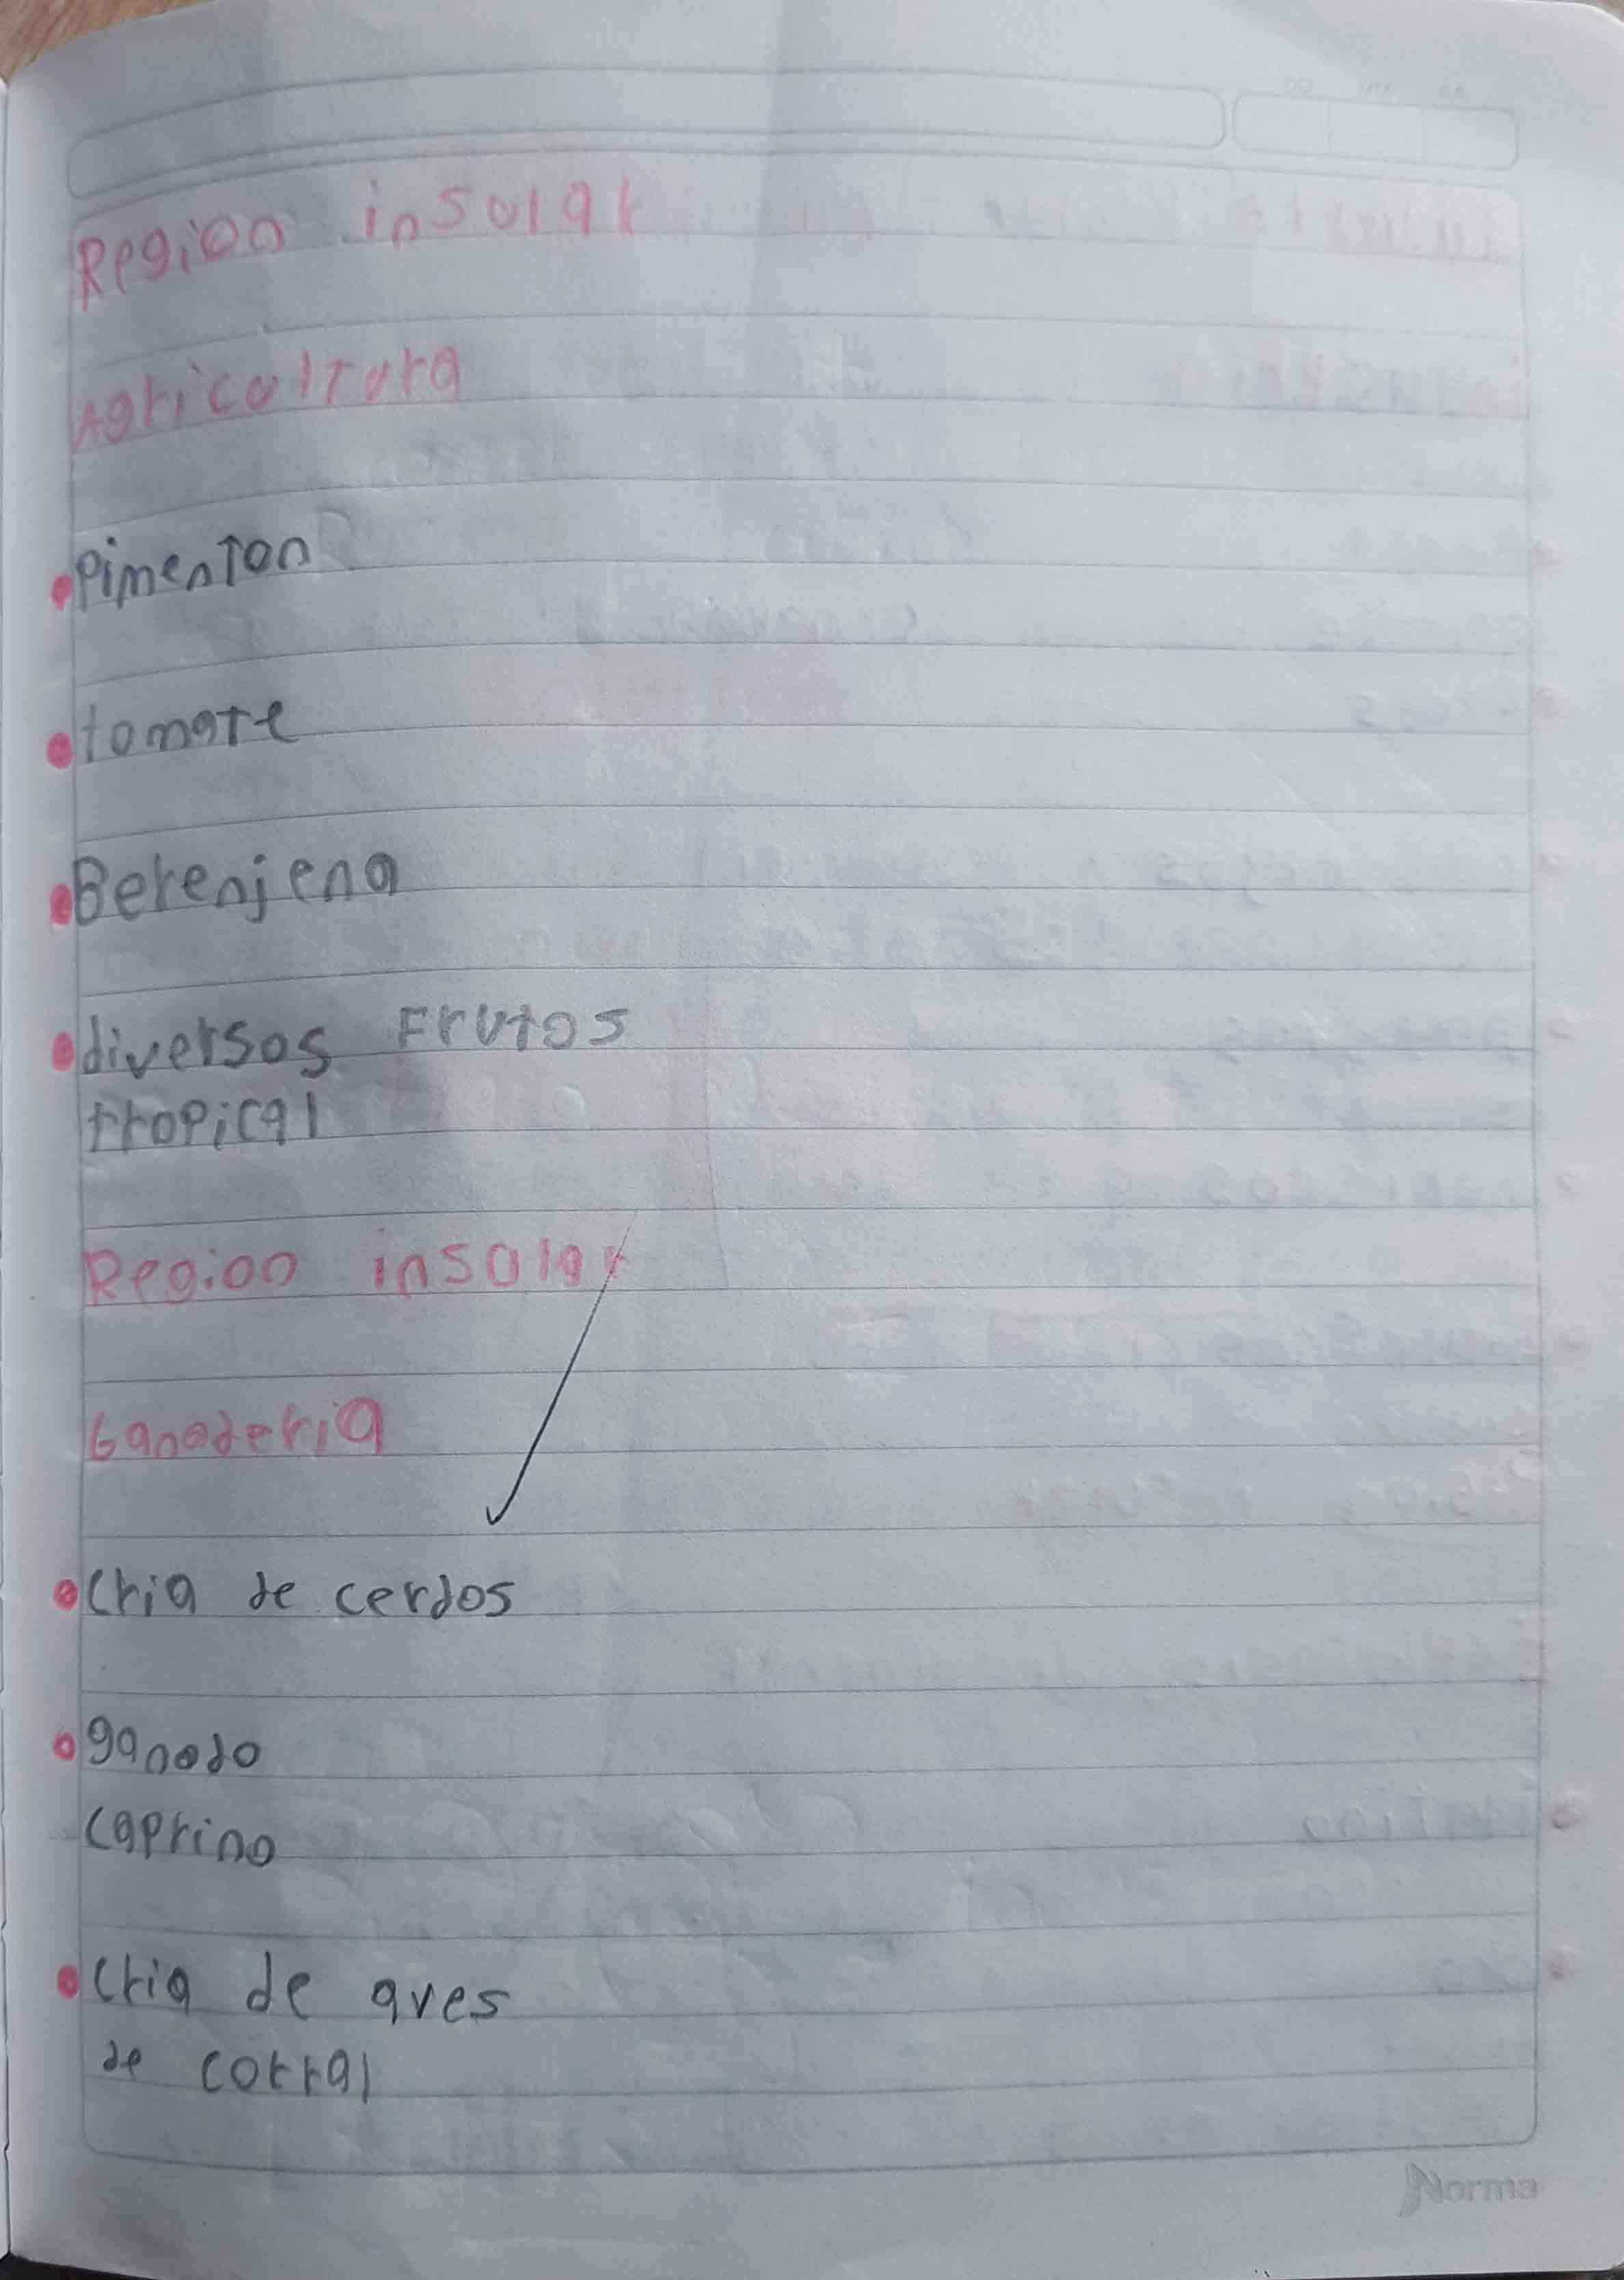 Region insular
Agricultura
• Pimenton
• tomate
• Berenjena
• diversos Frutos
tropical
Region insular
Ganaderia
• Cria de cerdos
• ganado
caprino
• Cria de aves
de corral
Norma